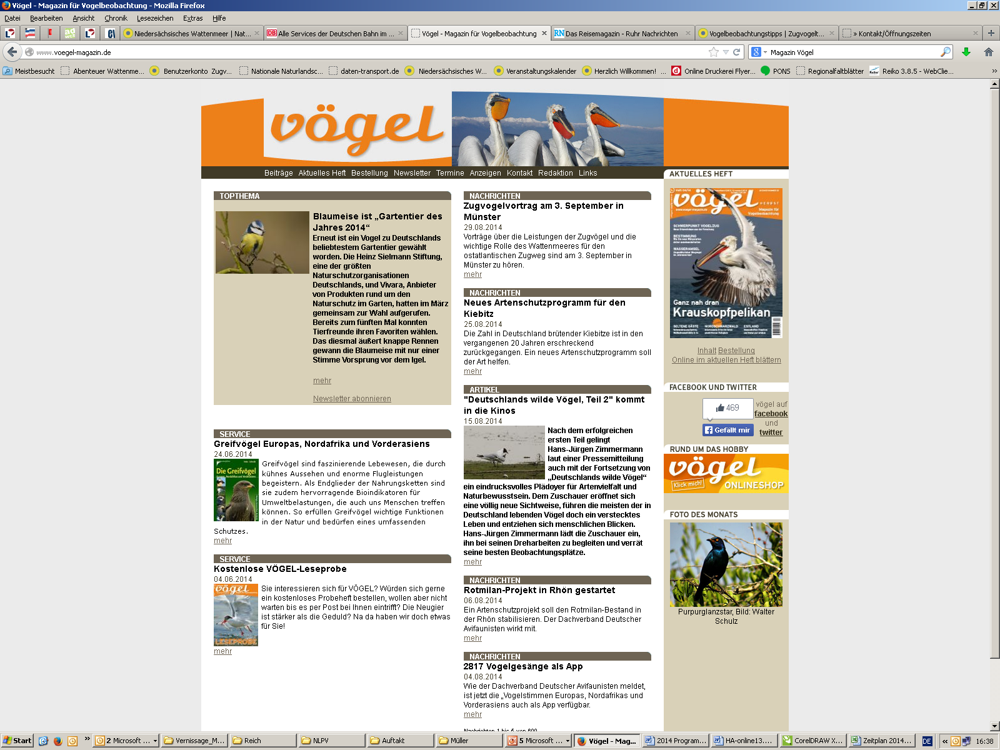 Vögel - Magazin für Vogelbeobachtung - Mozilla Firefox
Datei Bearbeiten Ansicht Chronik Lesezeichen Extras Hilfe
Niedersächsisches Wattenmeer | Nat... Alle Services der Deutschen Bahn im ... Vögel - Magazin für Vogelbeobachtung RN Das Reisemagazin - Ruhr Nachrichten Vogelbeobachtungstipps | Zugvogelt... » Kontakt/Öffnungszeiten
www.voegel-magazin.de Magazin Vögel
Meistbesucht Abenteuer Wattenme... Benutzerkonto Zugv... Nationale Naturlandsc... daten-transport.de Niedersächsisches W... Veranstaltungskalender Herzlich Willkommen! ... Online Druckerei Flyer... PONS Regionalfaltblätter Reiko 3.8.5 - WebClie...
vögel
Beiträge Aktuelles Heft Bestellung Newsletter Termine Anzeigen Kontakt Redaktion Links
TOPTHEMA
Blaumeise ist „Gartentier des
Jahres 2014“
Erneut ist ein Vogel zu Deutschlands
beliebtestem Gartentier gewählt
worden. Die Heinz Sielmann Stiftung,
eine der größten
Naturschutzorganisationen
Deutschlands, und Vivara, Anbieter
von Produkten rund um den
Naturschutz im Garten, hatten im März
gemeinsam zur Wahl aufgerufen.
Bereits zum fünften Mal konnten
Tierfreunde ihren Favoriten wählen.
Das diesmal äußert knappe Rennen
gewann die Blaumeise mit nur einer
Stimme Vorsprung vor dem Igel.
mehr
Newsletter abonnieren
SERVICE
Greifvögel Europas, Nordafrika und Vorderasiens
24.06.2014
Die Greifvögel
Greifvögel sind faszinierende Lebewesen, die durch
kühnes Aussehen und enorme Flugleistungen
begeistern. Als Endglieder der Nahrungsketten sind
sie zudem hervorragende Bioindikatoren für
Umweltbelastungen, die auch uns Menschen treffen
können. So erfüllen Greifvögel wichtige Funktionen
in der Natur und bedürfen eines umfassenden
Schutzes.
mehr
SERVICE
Kostenlose VÖGEL-Leseprobe
04.06.2014
vögel
LESEPROBE
Sie interessieren sich für VÖGEL? Würden sich gerne
ein kostenloses Probeheft bestellen, wollen aber nicht
warten bis es per Post bei Ihnen eintrifft? Die Neugier
ist stärker als die Geduld? Na da haben wir doch etwas
für Sie!
mehr
NACHRICHTEN
Zugvogelvortrag am 3. September in
Münster
29.08.2014
Vorträge über die Leistungen der Zugvögel und die
wichtige Rolle des Wattenmeeres für den
ostatlantischen Zugweg sind am 3. September in
Münster zu hören.
mehr
NACHRICHTEN
Neues Artenschutzprogramm für den
Kiebitz
25.08.2014
Die Zahl in Deutschland brütender Kiebitze ist in den
vergangenen 20 Jahren erschreckend
zurückgegangen. Ein neues Artenschutzprogramm soll
der Art helfen.
mehr
ARTIKEL
"Deutschlands wilde Vögel, Teil 2" kommt
in die Kinos
15.08.2014
Nach dem erfolgreichen
ersten Teil gelingt
Hans-Jürgen Zimmermann
laut einer Pressemitteilung
auch mit der Fortsetzung von
„Deutschlands wilde Vögel“
ein eindrucksvolles Plädoyer für Artenvielfalt und
Naturbewusstsein. Dem Zuschauer eröffnet sich
eine völlig neue Sichtweise, führen die meisten der in
Deutschland lebenden Vögel doch ein verstecktes
Leben und entziehen sich menschlichen Blicken.
Hans-Jürgen Zimmermann lädt die Zuschauer ein,
ihn bei seinen Dreharbeiten zu begleiten und verrät
seine besten Beobachtungsplätze.
mehr
NACHRICHTEN
Rotmilan-Projekt in Rhön gestartet
06.08.2014
Ein Artenschutzprojekt soll den Rotmilan-Bestand in
der Rhön stabilisieren. Der Dachverband Deutscher
Avifaunisten wirkt mit.
mehr
NACHRICHTEN
2817 Vogelgesänge als App
04.08.2014
Wie der Dachverband Deutscher Avifaunisten meldet,
ist jetzt die „Vogelstimmen Europas, Nordafrikas und
Vorderasiens auch als App verfügbar.
mehr
AKTUELLES HEFT
vögel
HERBST
Magazin für
Vogelbeobachtung
SCHWERPUNKT VOGELZUG
BESTIMMUNG
WASSERAMSEL
Ganz nah dran
Krauskopfpelikan
SELTENE GÄSTE NORDSCHWARZWALD ESTLAND
Inhalt Bestellung
Online im aktuellen Heft blättern
FACEBOOK UND TWITTER
469
Gefällt mir
vögel auf
facebook
und
twitter
RUND UM DAS HOBBY
vögel
Klick mich!
ONLINESHOP
FOTO DES MONATS
Purpurglanzstar, Bild: Walter
Schulz
Start 2 Microsoft ... Vernissage_M... Reich NLPV Auftakt Müller 5 Microsoft ... Vögel - Mag... 2014 Program... HA-online13.... CorelDRAW X... Zeitplan 2014... DE 16:38